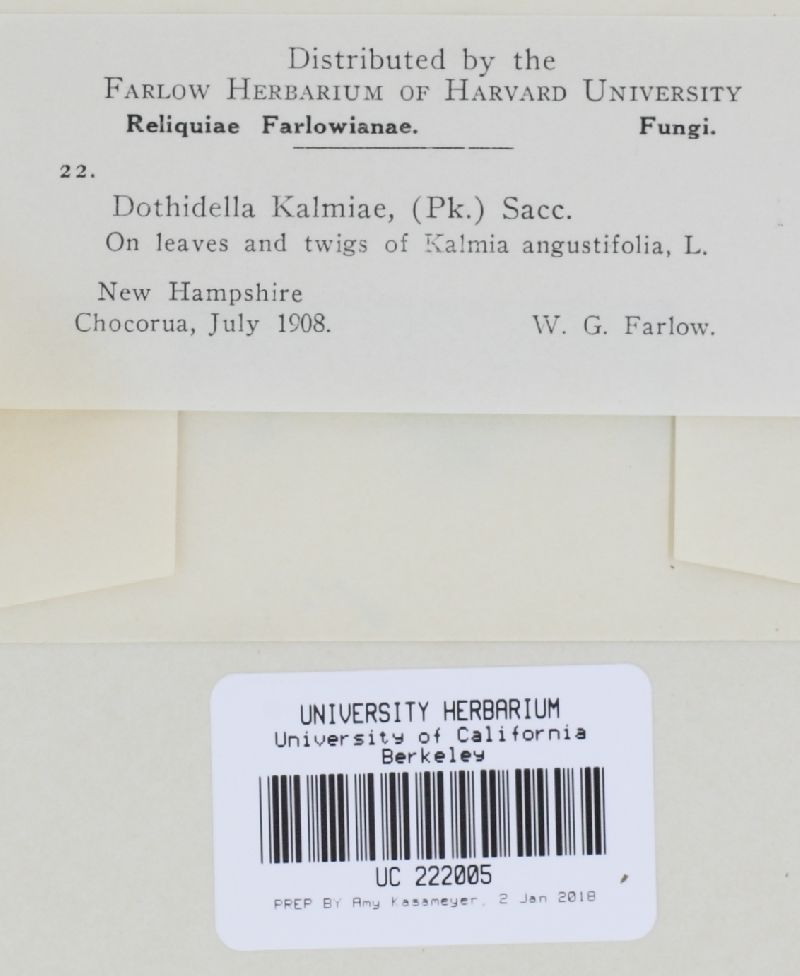 Distributed by the
FARLOW HERBARIUM OF HARVARD UNIVERSITY
Reliquiae Farlowianae. Fungi.
22.
Dothidella Kalmiae, (Pk.) Sacc.
On leaves and twigs of Kalmia angustifolia, L.
New Hampshire
Chocorua, July 1908. W. G. Farlow.
UNIVERSITY HERBARIUM
University of California
Berkeley
UC 222005
PREP BY Amy Kasameyer, 2 Jan 2018